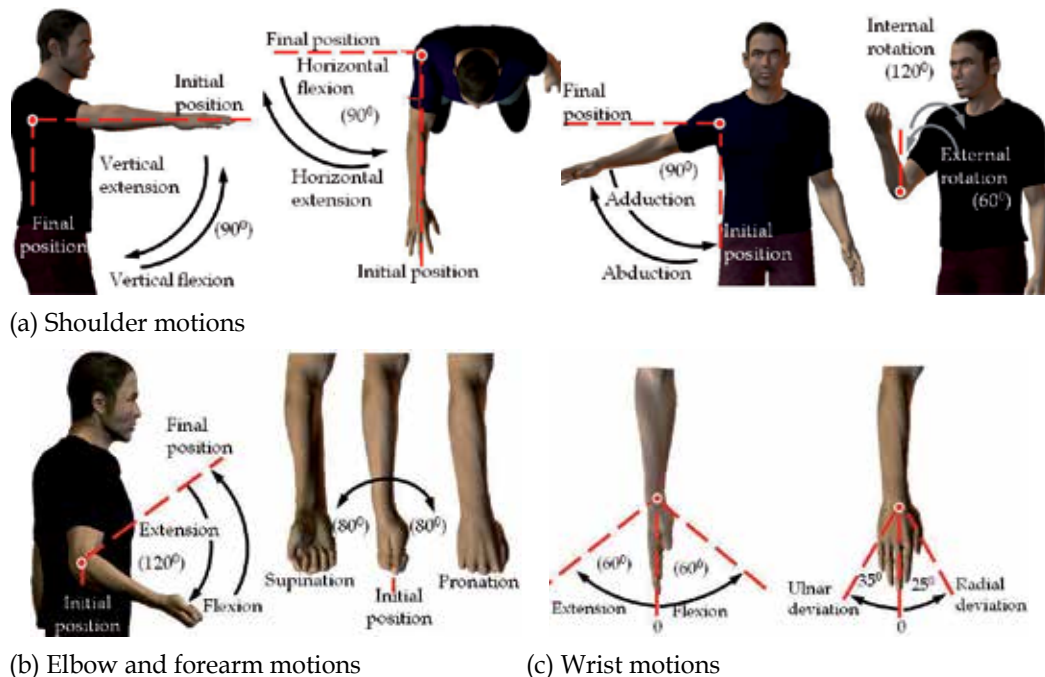 Initial
position
Vertical
extension
Final
position
(90⁰)
Vertical flexion
Final position
Horizontal
flexion
(90⁰)
Horizontal
extension
Initial position
Final
position
(90⁰)
Adduction
Initial
position
Abduction
Internal
rotation
(120⁰)
External
rotation
(60⁰)
(a) Shoulder motions
Final
position
Extension
(120⁰)
Initial
position
Flexion
(80⁰)
(80⁰)
Supination
Initial
position
Pronation
(60⁰)
(60⁰)
Extension
Flexion
0
35⁰
25⁰
Ulnar
deviation
Radial
deviation
0
(b) Elbow and forearm motions
(c) Wrist motions